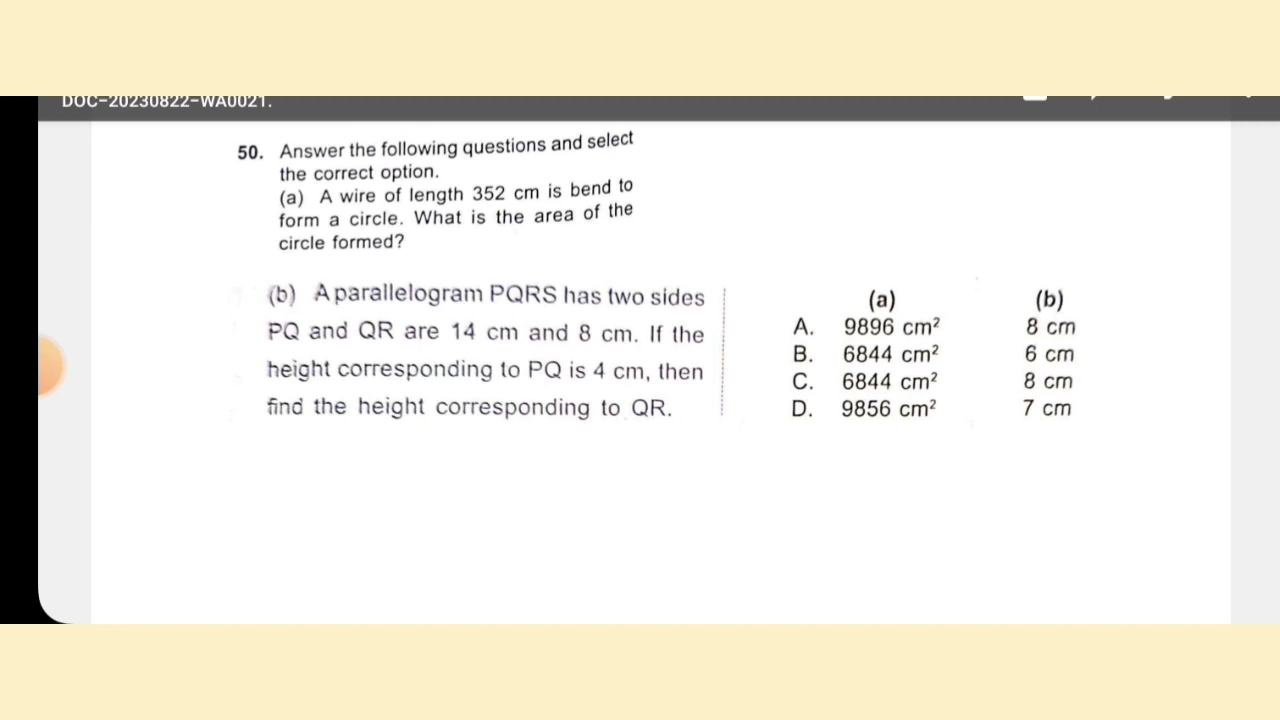 DOC-20230822-WA0021.
50. Answer the following questions and select
the correct option.
(a) A wire of length 352 cm is bend to
form a circle. What is the area of the
circle formed?
(b) A parallelogram PQRS has two sides
PQ and QR are 14 cm and 8 cm. If the
height corresponding to PQ is 4 cm, then
find the height corresponding to QR.
(a) (b)
A. 9896 cm² 8 cm
B. 6844 cm² 6 cm
C. 6844 cm² 8 cm
D. 9856 cm² 7 cm